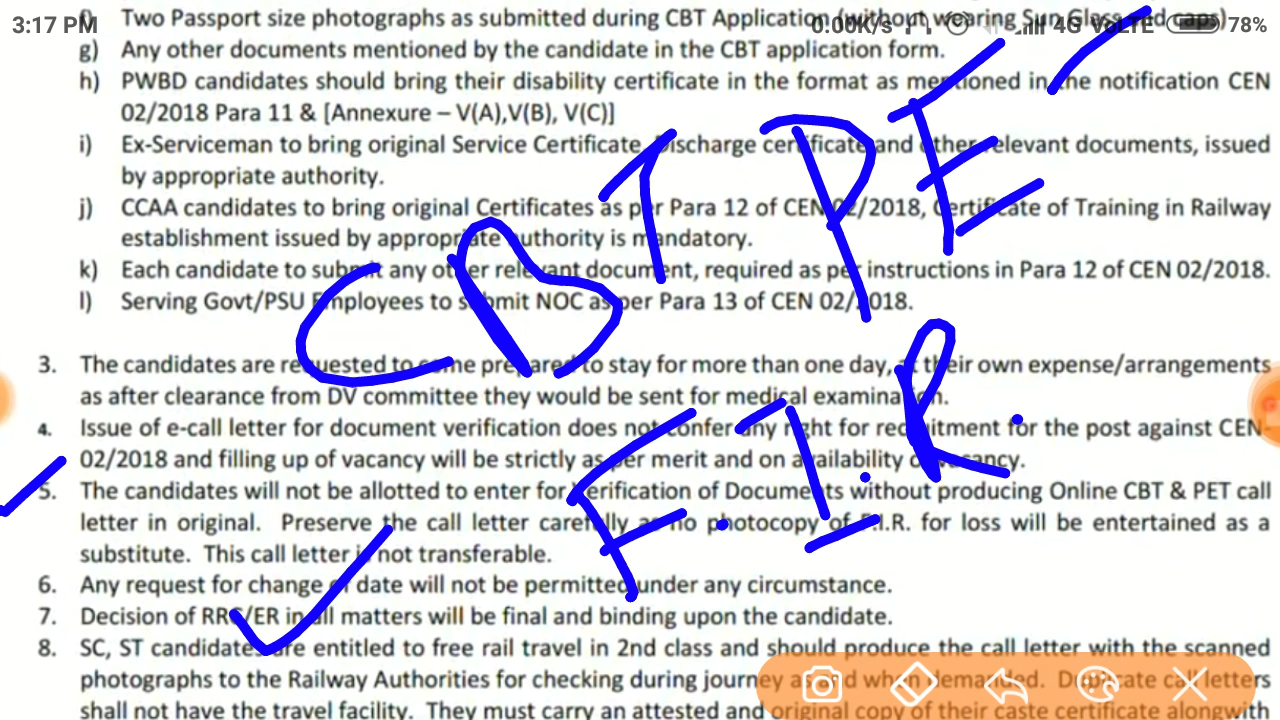 3:17 PM 0:00K/s 4G VoLTE 78%
f) Two Passport size photographs as submitted during CBT Application (without wearing Sun Glass and caps)
g) Any other documents mentioned by the candidate in the CBT application form.
h) PWBD candidates should bring their disability certificate in the format as mentioned in the notification CEN
02/2018 Para 11 & [Annexure – V(A),V(B), V(C)]
i) Ex-Serviceman to bring original Service Certificate, Discharge certificate and other relevant documents, issued
by appropriate authority.
j) CCAA candidates to bring original Certificates as per Para 12 of CEN 02/2018, Certificate of Training in Railway
establishment issued by appropriate authority is mandatory.
k) Each candidate to submit any other relevant document, required as per instructions in Para 12 of CEN 02/2018.
l) Serving Govt/PSU Employees to submit NOC as per Para 13 of CEN 02/2018.
CBT PET
3. The candidates are requested to come prepared to stay for more than one day, at their own expense/arrangements
as after clearance from DV committee they would be sent for medical examination.
4. Issue of e-call letter for document verification does not confer any right for recruitment for the post against CEN-
02/2018 and filling up of vacancy will be strictly as per merit and on availability of vacancy.
F.I.R.
5. The candidates will not be allotted to enter for Verification of Documents without producing Online CBT & PET call
letter in original. Preserve the call letter carefully as no photocopy of F.I.R. for loss will be entertained as a
substitute. This call letter is not transferable.
6. Any request for change of date will not be permitted under any circumstance.
7. Decision of RRC/ER in all matters will be final and binding upon the candidate.
8. SC, ST candidates are entitled to free rail travel in 2nd class and should produce the call letter with the scanned
photographs to the Railway Authorities for checking during journey as and when demanded. Duplicate call letters
shall not have the travel facility. They must carry an attested and original copy of their caste certificate alongwith